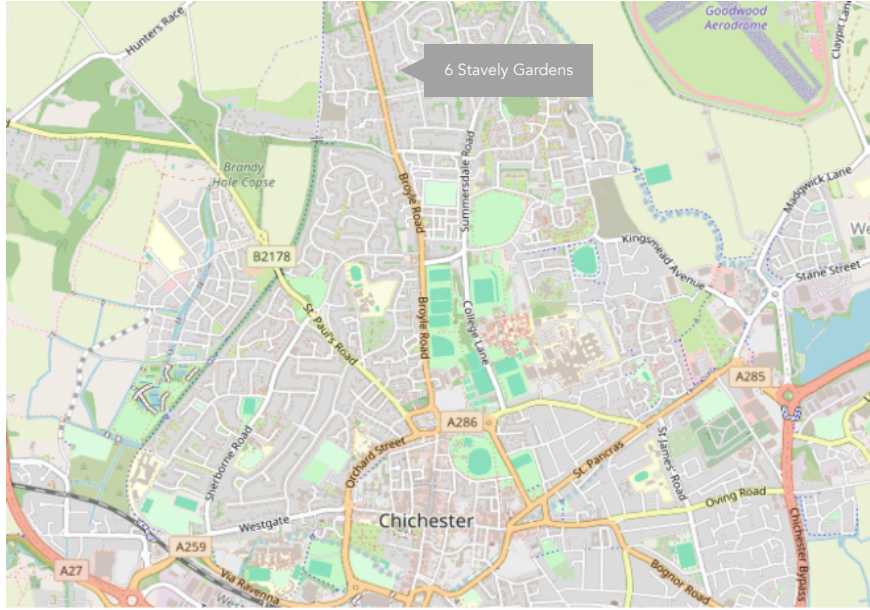 Goodwood
Aerodrome
Claypit Lane
Hunters Race
6 Stavely Gardens
Brandy
Hole Copse
Broyle Road
Summersdale Road
Madgwick Lane
Kingsmead Avenue
Stane Street
B2178
St. Paul's Road
Broyle Road
College Lane
A285
A286
Orchard Street
St. Pancras
St James' Road
Sherborne Road
Oving Road
Westgate
Chichester
A259
A27
Via Ravenna
Bognor Road
Chichester Bypass